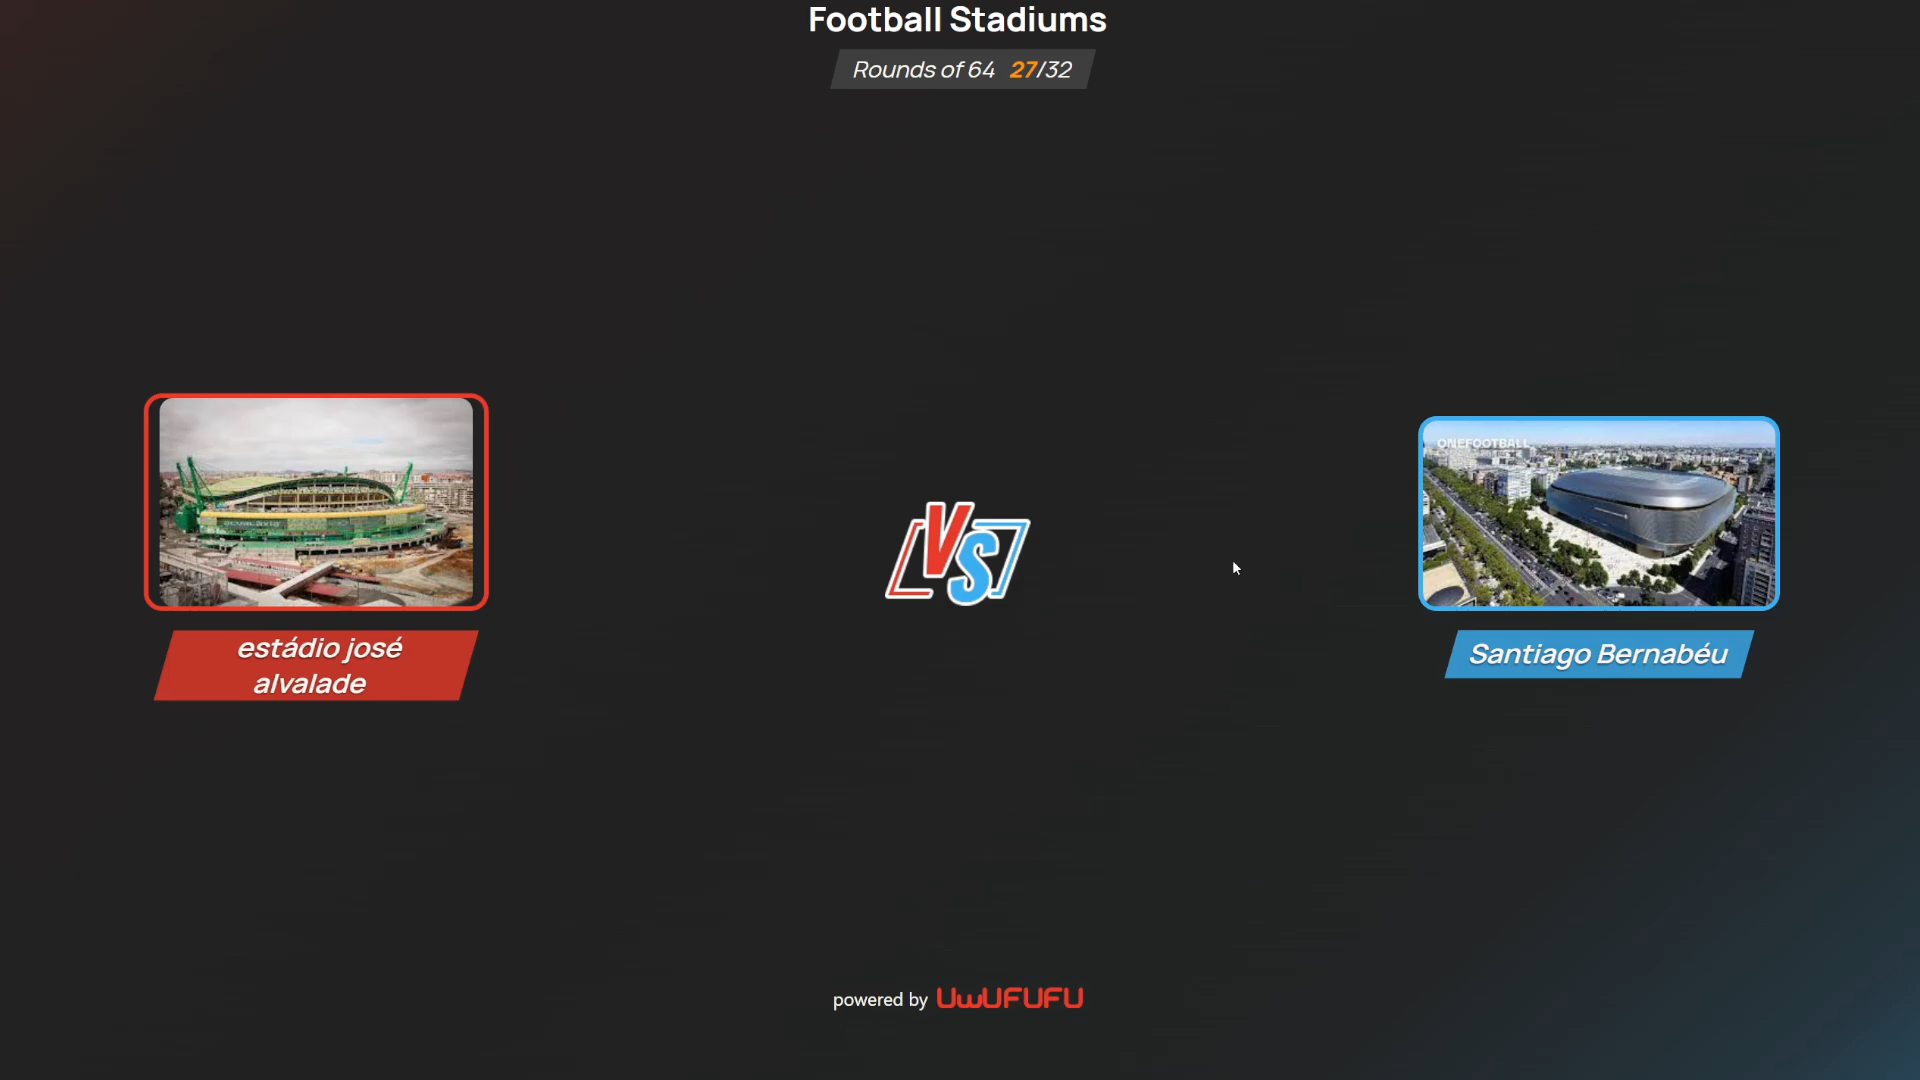 Football Stadiums
Rounds of 64 27/32
VS
ONEFOOTBALL
estádio josé
alvalade
Santiago Bernabéu
powered by UwUFUFU